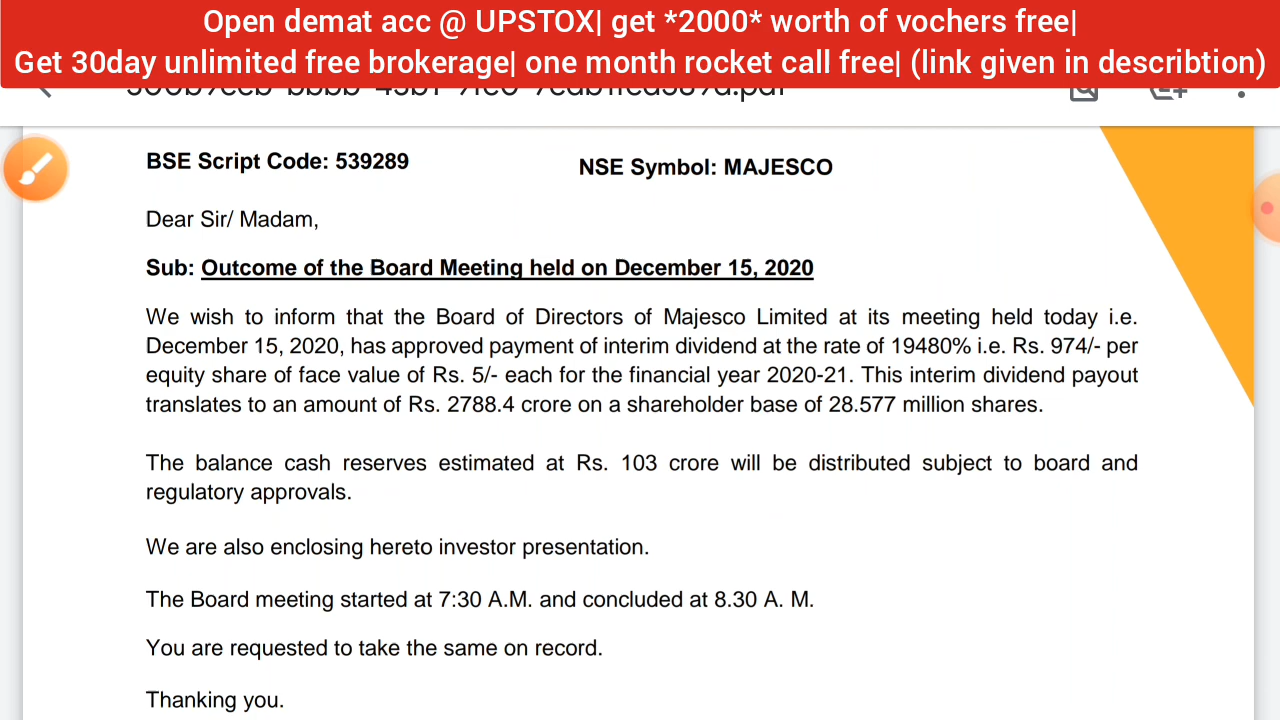 Open demat acc @ UPSTOX| get *2000* worth of vochers free|
Get 30day unlimited free brokerage| one month rocket call free| (link given in describtion)
BSE Script Code: 539289
NSE Symbol: MAJESCO
Dear Sir/ Madam,
Sub: Outcome of the Board Meeting held on December 15, 2020
We wish to inform that the Board of Directors of Majesco Limited at its meeting held today i.e.
December 15, 2020, has approved payment of interim dividend at the rate of 19480% i.e. Rs. 974/- per
equity share of face value of Rs. 5/- each for the financial year 2020-21. This interim dividend payout
translates to an amount of Rs. 2788.4 crore on a shareholder base of 28.577 million shares.
The balance cash reserves estimated at Rs. 103 crore will be distributed subject to board and
regulatory approvals.
We are also enclosing hereto investor presentation.
The Board meeting started at 7:30 A.M. and concluded at 8.30 A. M.
You are requested to take the same on record.
Thanking you.